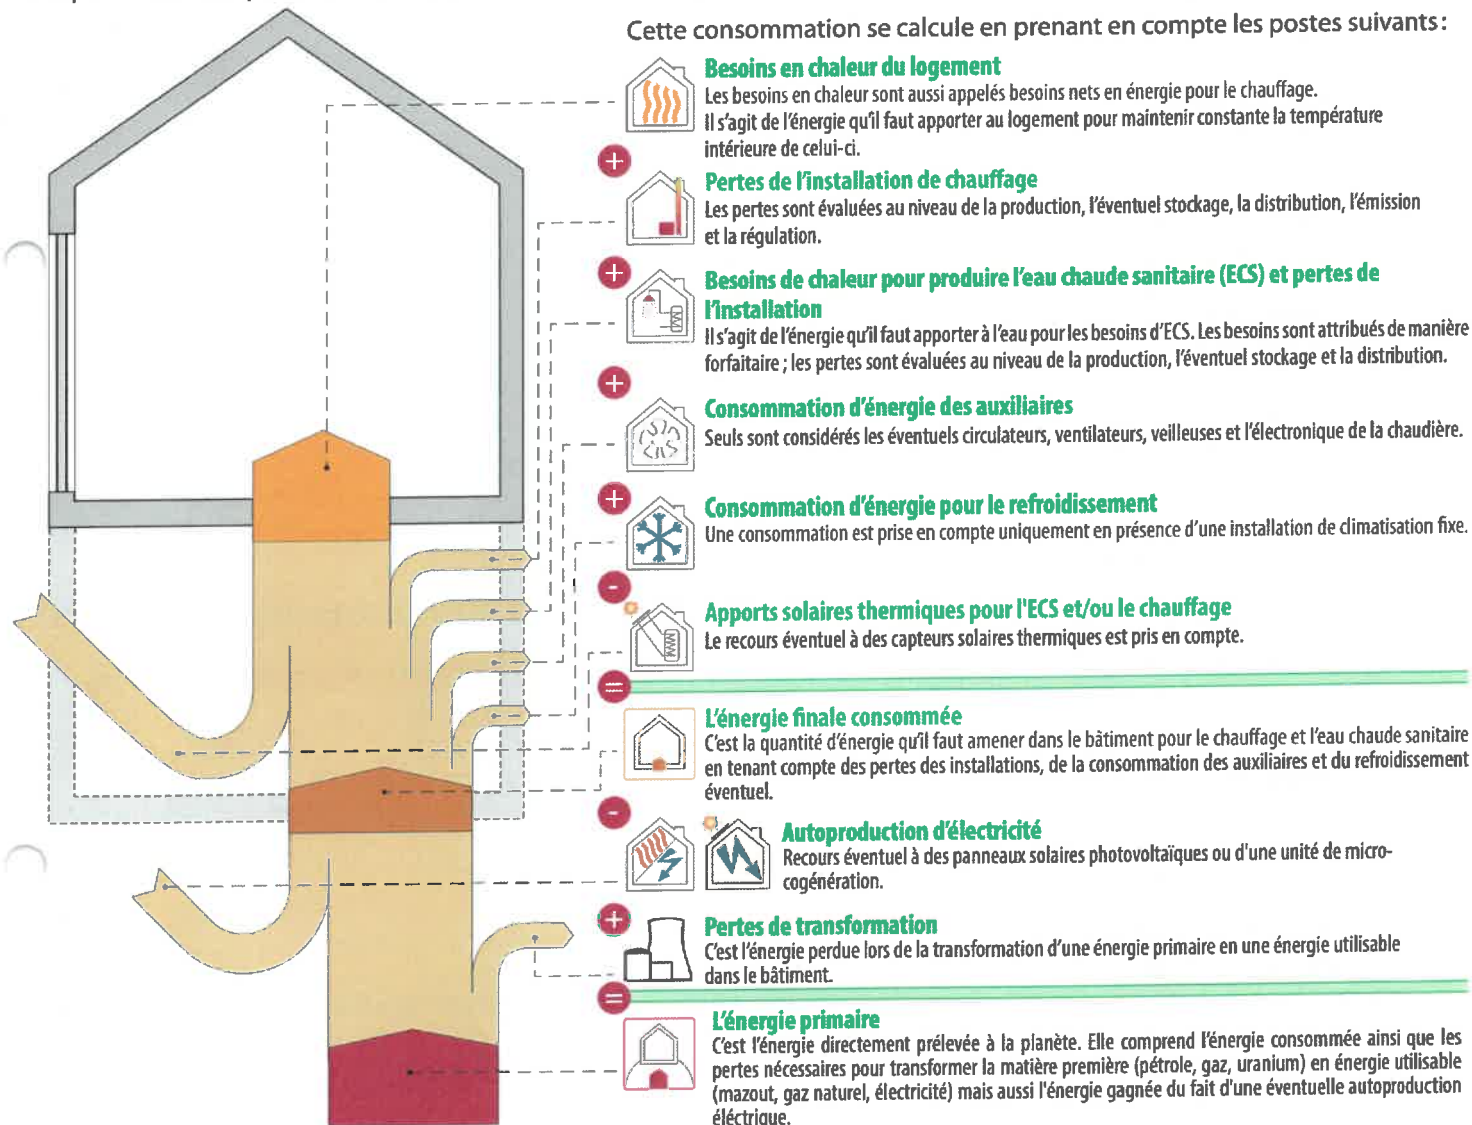 Cette consommation se calcule en prenant en compte les postes suivants :
Besoins en chaleur du logement
Les besoins en chaleur sont aussi appelés besoins nets en énergie pour le chauffage.
Il s'agit de l'énergie qu'il faut apporter au logement pour maintenir constante la température
intérieure de celui-ci.
+
Pertes de l'installation de chauffage
Les pertes sont évaluées au niveau de la production, l'éventuel stockage, la distribution, l'émission
et la régulation.
+
Besoins de chaleur pour produire l'eau chaude sanitaire (ECS) et pertes de
l'installation
Il s'agit de l'énergie qu'il faut apporter à l'eau pour les besoins d'ECS. Les besoins sont attribués de manière
forfaitaire ; les pertes sont évaluées au niveau de la production, l'éventuel stockage et la distribution.
+
Consommation d'énergie des auxiliaires
Seuls sont considérés les éventuels circulateurs, ventilateurs, veilleuses et l'électronique de la chaudière.
+
Consommation d'énergie pour le refroidissement
Une consommation est prise en compte uniquement en présence d'une installation de climatisation fixe.
-
Apports solaires thermiques pour l'ECS et/ou le chauffage
Le recours éventuel à des capteurs solaires thermiques est pris en compte.
=
L'énergie finale consommée
C'est la quantité d'énergie qu'il faut amener dans le bâtiment pour le chauffage et l'eau chaude sanitaire
en tenant compte des pertes des installations, de la consommation des auxiliaires et du refroidissement
éventuel.
-
Autoproduction d'électricité
Recours éventuel à des panneaux solaires photovoltaïques ou d'une unité de micro-
cogénération.
+
Pertes de transformation
C'est l'énergie perdue lors de la transformation d'une énergie primaire en une énergie utilisable
dans le bâtiment.
=
L'énergie primaire
C'est l'énergie directement prélevée à la planète. Elle comprend l'énergie consommée ainsi que les
pertes nécessaires pour transformer la matière première (pétrole, gaz, uranium) en énergie utilisable
(mazout, gaz naturel, électricité) mais aussi l'énergie gagnée du fait d'une éventuelle autoproduction
éléctrique.